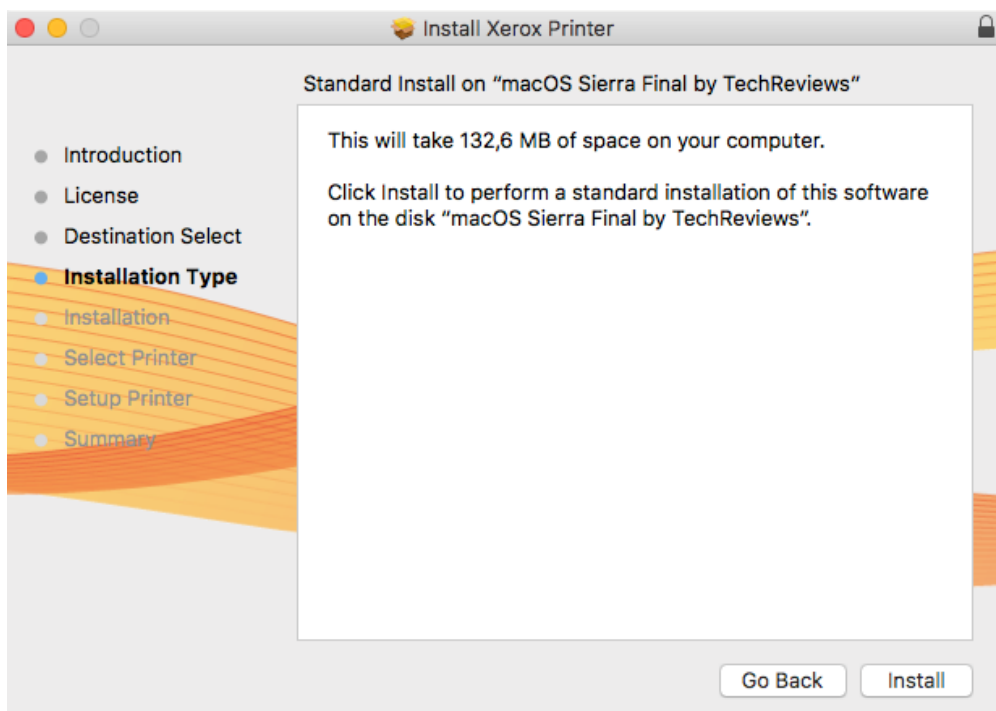 Install Xerox Printer
Standard Install on “macOS Sierra Final by TechReviews”
Introduction
License
Destination Select
Installation Type
Installation
Select Printer
Setup Printer
Summary
This will take 132,6 MB of space on your computer.
Click Install to perform a standard installation of this software
on the disk “macOS Sierra Final by TechReviews”.
Go Back
Install